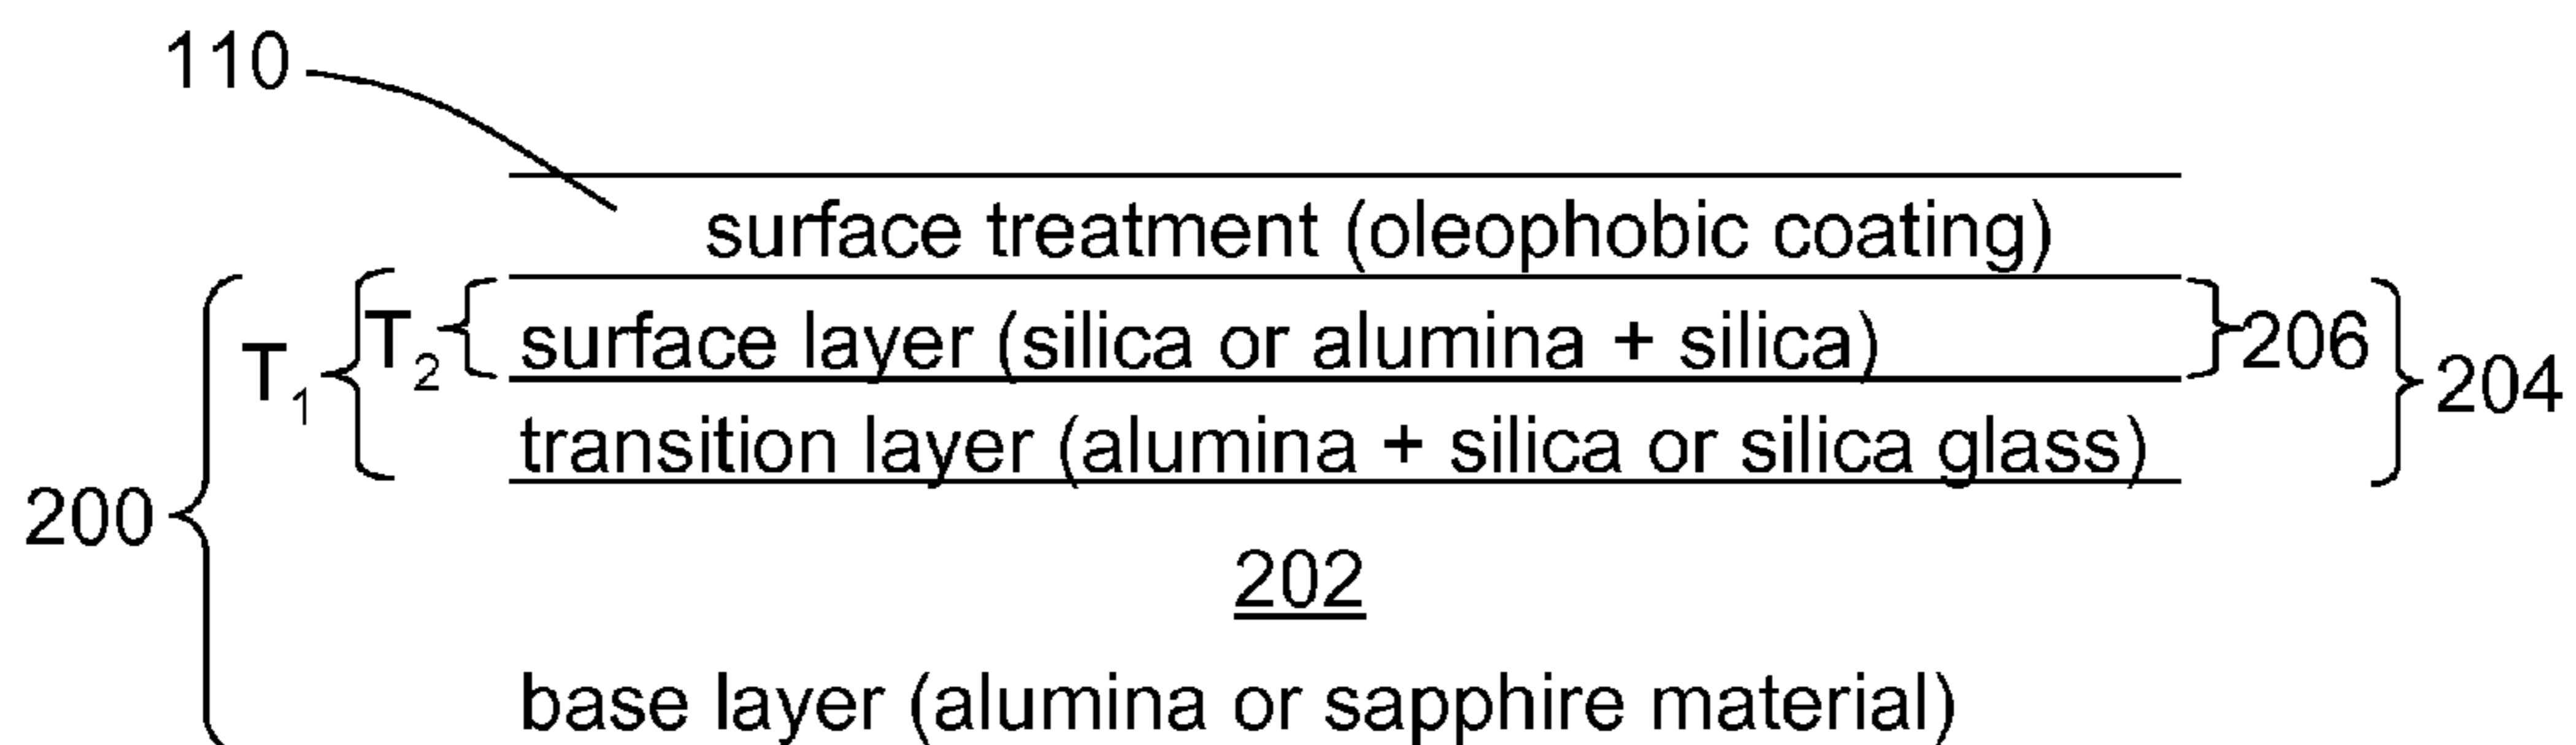 110
surface treatment (oleophobic coating)
T1 T2 surface layer (silica or alumina + silica) 206
204
transition layer (alumina + silica or silica glass)
200
202
base layer (alumina or sapphire material)